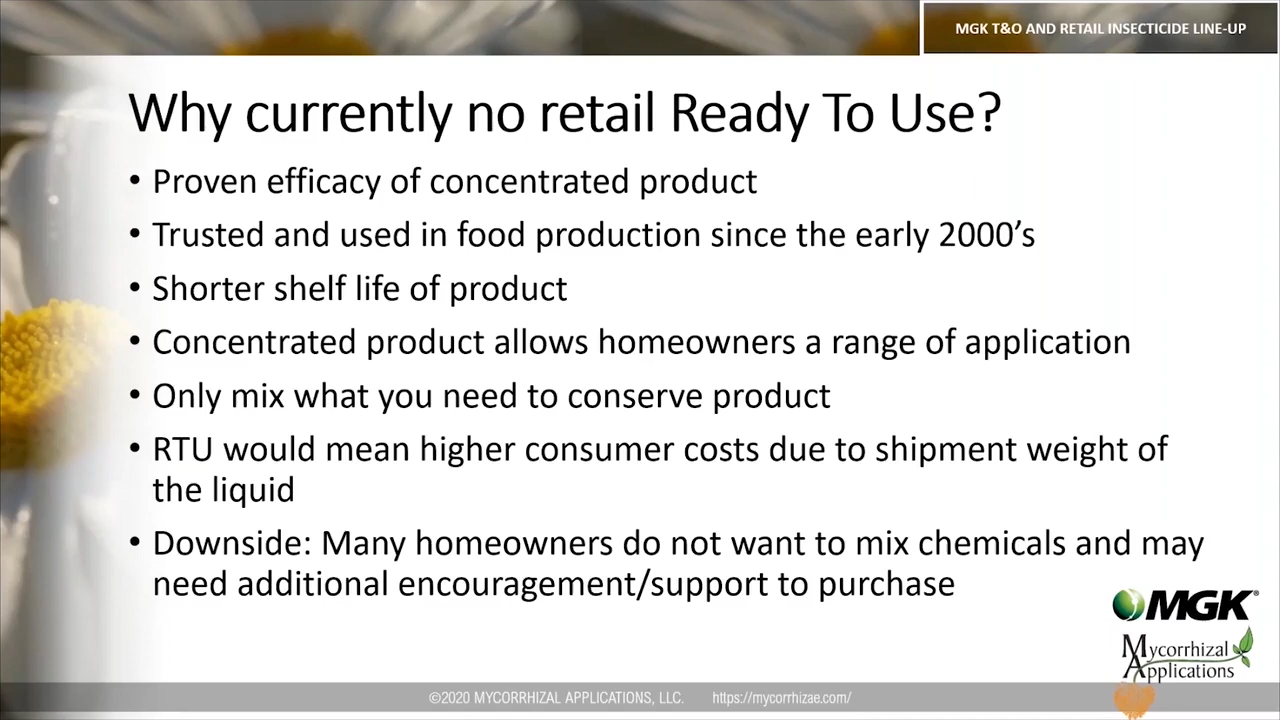 MGK T&O AND RETAIL INSECTICIDE LINE-UP
Why currently no retail Ready To Use?
• Proven efficacy of concentrated product
• Trusted and used in food production since the early 2000's
• Shorter shelf life of product
• Concentrated product allows homeowners a range of application
• Only mix what you need to conserve product
• RTU would mean higher consumer costs due to shipment weight of
the liquid
• Downside: Many homeowners do not want to mix chemicals and may
need additional encouragement/support to purchase
MGK®
Mycorrhizal
Applications
©2020 MYCORRHIZAL APPLICATIONS, LLC. https://mycorrhizae.com/